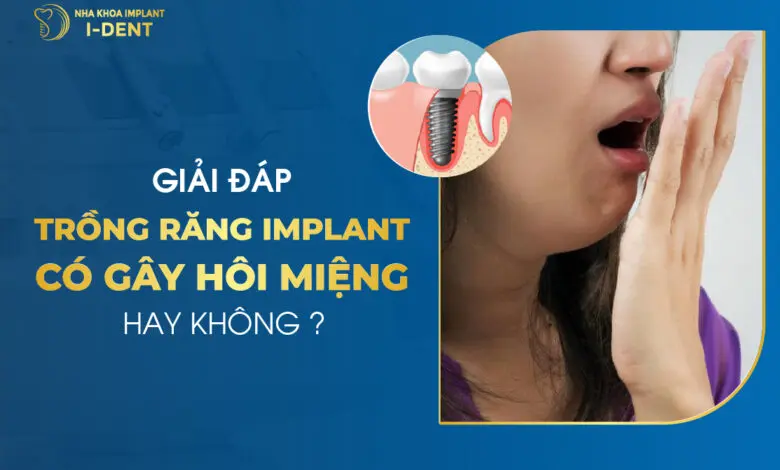 NHA KHOA IMPLANT
I-DENT
GIẢI ĐÁP
TRỒNG RĂNG IMPLANT
CÓ GÂY HÔI MIỆNG
HAY KHÔNG ?